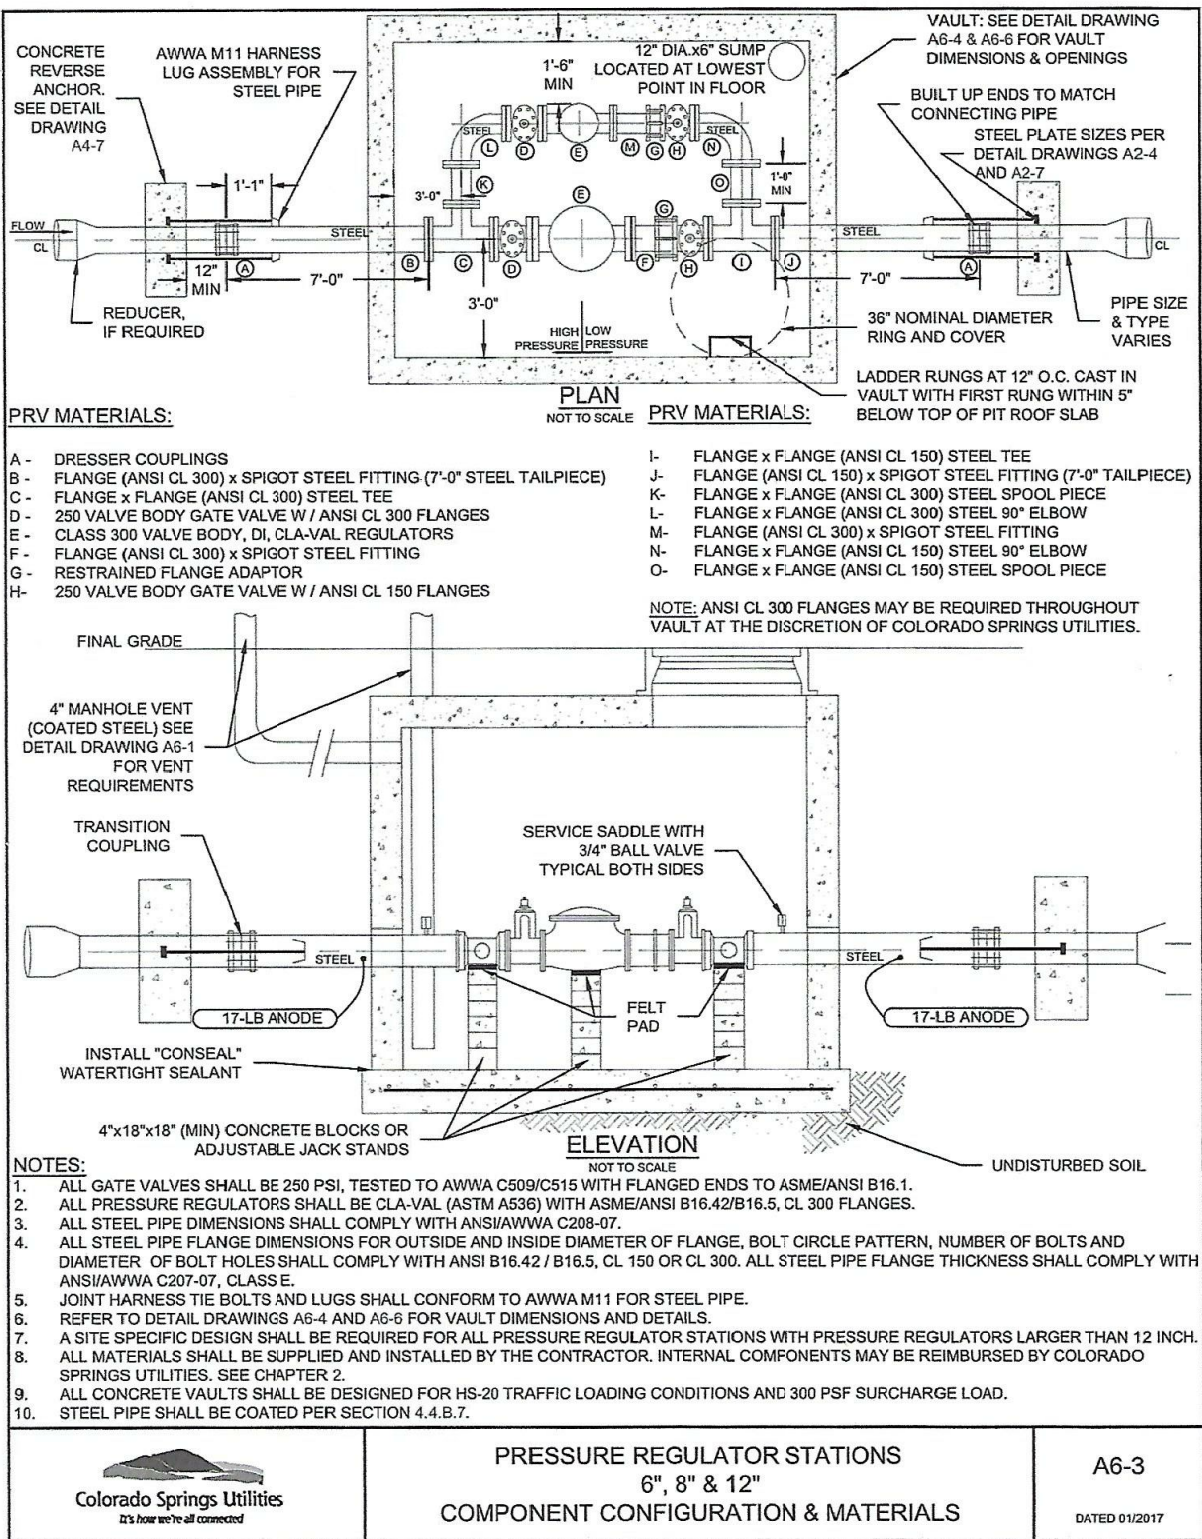 CONCRETE
REVERSE
ANCHOR.
SEE DETAIL
DRAWING
A4-7
AWWA M11 HARNESS
LUG ASSEMBLY FOR
STEEL PIPE
1'-6"
MIN
12" DIA.x6" SUMP
LOCATED AT LOWEST
POINT IN FLOOR
VAULT: SEE DETAIL DRAWING
A6-4 & A6-6 FOR VAULT
DIMENSIONS & OPENINGS
BUILT UP ENDS TO MATCH
CONNECTING PIPE
STEEL PLATE SIZES PER
DETAIL DRAWINGS A2-4
AND A2-7
STEEL
STEEL
L
D
E
M
G
H
N
1'-1"
3'-0"
K
E
O
1'-0"
MIN
G
FLOW
CL
STEEL
STEEL
CL
12"
MIN
A
7'-0"
B
C
D
F
H
I
J
7'-0"
A
3'-0"
REDUCER,
IF REQUIRED
HIGH
PRESSURE
LOW
PRESSURE
36" NOMINAL DIAMETER
RING AND COVER
PIPE SIZE
& TYPE
VARIES
LADDER RUNGS AT 12" O.C. CAST IN
VAULT WITH FIRST RUNG WITHIN 5"
BELOW TOP OF PIT ROOF SLAB
PLAN
NOT TO SCALE
PRV MATERIALS:
A - DRESSER COUPLINGS
B - FLANGE (ANSI CL 300) x SPIGOT STEEL FITTING (7'-0" STEEL TAILPIECE)
C - FLANGE x FLANGE (ANSI CL 300) STEEL TEE
D - 250 VALVE BODY GATE VALVE W / ANSI CL 300 FLANGES
E - CLASS 300 VALVE BODY, DI, CLA-VAL REGULATORS
F - FLANGE (ANSI CL 300) x SPIGOT STEEL FITTING
G - RESTRAINED FLANGE ADAPTOR
H- 250 VALVE BODY GATE VALVE W / ANSI CL 150 FLANGES
PRV MATERIALS:
I- FLANGE x FLANGE (ANSI CL 150) STEEL TEE
J- FLANGE (ANSI CL 150) x SPIGOT STEEL FITTING (7'-0" TAILPIECE)
K- FLANGE x FLANGE (ANSI CL 300) STEEL SPOOL PIECE
L- FLANGE x FLANGE (ANSI CL 300) STEEL 90° ELBOW
M- FLANGE (ANSI CL 300) x SPIGOT STEEL FITTING
N- FLANGE x FLANGE (ANSI CL 150) STEEL 90° ELBOW
O- FLANGE x FLANGE (ANSI CL 150) STEEL SPOOL PIECE
NOTE: ANSI CL 300 FLANGES MAY BE REQUIRED THROUGHOUT
VAULT AT THE DISCRETION OF COLORADO SPRINGS UTILITIES.
FINAL GRADE
4" MANHOLE VENT
(COATED STEEL) SEE
DETAIL DRAWING A6-1
FOR VENT
REQUIREMENTS
TRANSITION
COUPLING
SERVICE SADDLE WITH
3/4" BALL VALVE
TYPICAL BOTH SIDES
STEEL
STEEL
17-LB ANODE
FELT
PAD
17-LB ANODE
INSTALL "CONSEAL"
WATERTIGHT SEALANT
4"x18"x18" (MIN) CONCRETE BLOCKS OR
ADJUSTABLE JACK STANDS
ELEVATION
NOT TO SCALE
UNDISTURBED SOIL
NOTES:
1. ALL GATE VALVES SHALL BE 250 PSI, TESTED TO AWWA C509/C515 WITH FLANGED ENDS TO ASME/ANSI B16.1.
2. ALL PRESSURE REGULATORS SHALL BE CLA-VAL (ASTM A536) WITH ASME/ANSI B16.42/B16.5, CL 300 FLANGES.
3. ALL STEEL PIPE DIMENSIONS SHALL COMPLY WITH ANSI/AWWA C208-07.
4. ALL STEEL PIPE FLANGE DIMENSIONS FOR OUTSIDE AND INSIDE DIAMETER OF FLANGE, BOLT CIRCLE PATTERN, NUMBER OF BOLTS AND
DIAMETER OF BOLT HOLES SHALL COMPLY WITH ANSI B16.42 / B16.5, CL 150 OR CL 300. ALL STEEL PIPE FLANGE THICKNESS SHALL COMPLY WITH
ANSI/AWWA C207-07, CLASS E.
5. JOINT HARNESS TIE BOLTS AND LUGS SHALL CONFORM TO AWWA M11 FOR STEEL PIPE.
6. REFER TO DETAIL DRAWINGS A6-4 AND A6-6 FOR VAULT DIMENSIONS AND DETAILS.
7. A SITE SPECIFIC DESIGN SHALL BE REQUIRED FOR ALL PRESSURE REGULATOR STATIONS WITH PRESSURE REGULATORS LARGER THAN 12 INCH.
8. ALL MATERIALS SHALL BE SUPPLIED AND INSTALLED BY THE CONTRACTOR. INTERNAL COMPONENTS MAY BE REIMBURSED BY COLORADO
SPRINGS UTILITIES. SEE CHAPTER 2.
9. ALL CONCRETE VAULTS SHALL BE DESIGNED FOR HS-20 TRAFFIC LOADING CONDITIONS AND 300 PSF SURCHARGE LOAD.
10. STEEL PIPE SHALL BE COATED PER SECTION 4.4.B.7.
Colorado Springs Utilities
It's how we're all connected
PRESSURE REGULATOR STATIONS
6", 8" & 12"
COMPONENT CONFIGURATION & MATERIALS
A6-3
DATED 01/2017